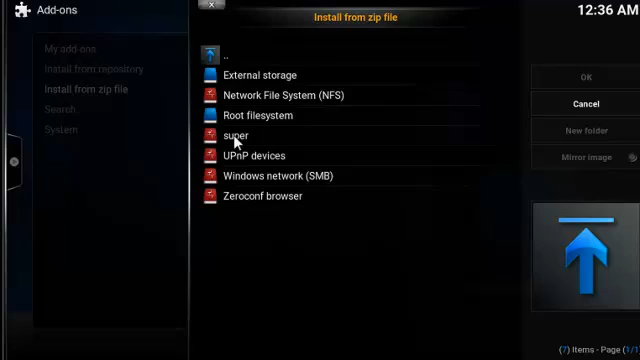 Add-ons
Install from zip file
12:36 AM
My add-ons
Install from repository
Install from zip file
Search..
System
..
External storage
Network File System (NFS)
Root filesystem
super
UPnP devices
Windows network (SMB)
Zeroconf browser
OK
Cancel
New folder
Mirror image
(7) Items - Page (1/1